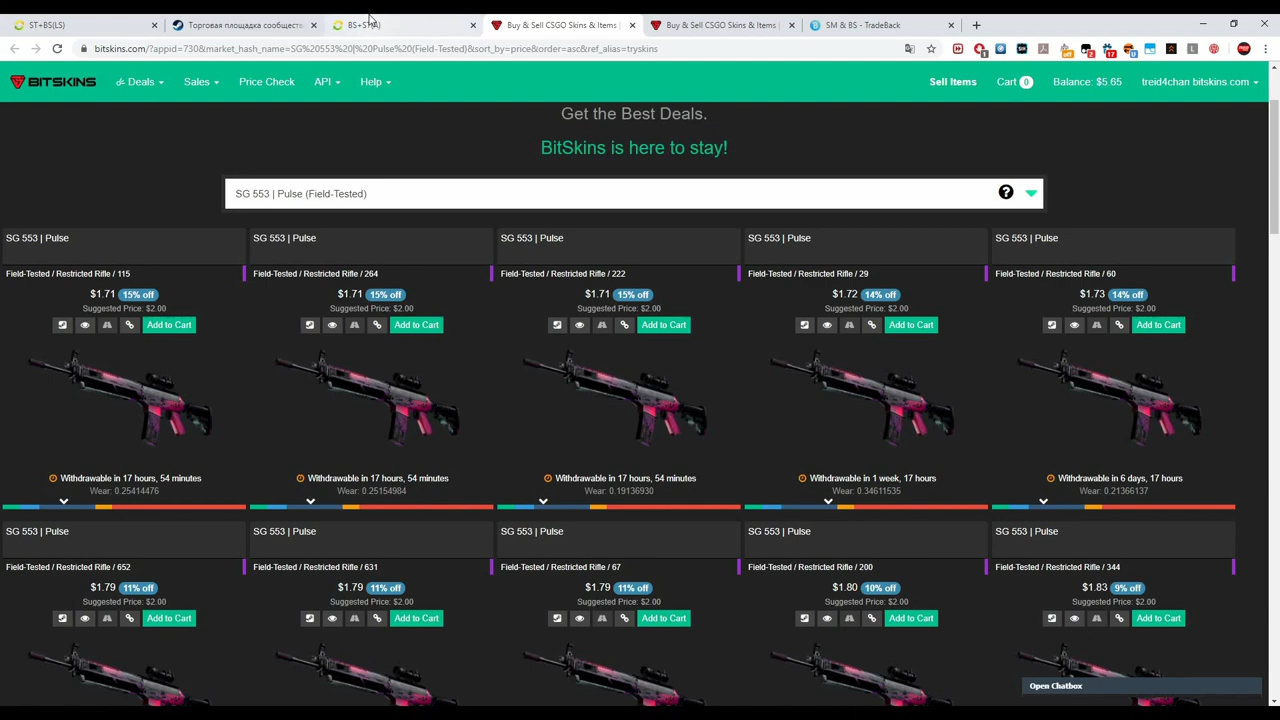 ST+BS(LS)
Торговая площадка сообществ
BS+ST(A)
Buy & Sell CSGO Skins & Items |
Buy & Sell CSGO Skins & Items |
SM & BS - TradeBack
bitskins.com/?appid=730&market_hash_name=SG%20553%20|%20Pulse%20(Field-Tested)&sort_by=price&order=asc&ref_alias=tryskins
BITSKINS
Deals
Sales
Price Check
API
Help
Sell Items
Cart 0
Balance: $5.65
treid4chan bitskins.com
Get the Best Deals.
BitSkins is here to stay!
SG 553 | Pulse (Field-Tested)
SG 553 | Pulse
SG 553 | Pulse
SG 553 | Pulse
SG 553 | Pulse
SG 553 | Pulse
Field-Tested / Restricted Rifle / 115
Field-Tested / Restricted Rifle / 264
Field-Tested / Restricted Rifle / 222
Field-Tested / Restricted Rifle / 29
Field-Tested / Restricted Rifle / 60
$1.71 15% off
$1.71 15% off
$1.71 15% off
$1.72 14% off
$1.73 14% off
Suggested Price: $2.00
Suggested Price: $2.00
Suggested Price: $2.00
Suggested Price: $2.00
Suggested Price: $2.00
Add to Cart
Add to Cart
Add to Cart
Add to Cart
Add to Cart
Withdrawable in 17 hours, 54 minutes
Withdrawable in 17 hours, 54 minutes
Withdrawable in 17 hours, 54 minutes
Withdrawable in 1 week, 17 hours
Withdrawable in 6 days, 17 hours
Wear: 0.25414476
Wear: 0.25154984
Wear: 0.19136930
Wear: 0.34611535
Wear: 0.21366137
SG 553 | Pulse
SG 553 | Pulse
SG 553 | Pulse
SG 553 | Pulse
SG 553 | Pulse
Field-Tested / Restricted Rifle / 652
Field-Tested / Restricted Rifle / 631
Field-Tested / Restricted Rifle / 67
Field-Tested / Restricted Rifle / 200
Field-Tested / Restricted Rifle / 344
$1.79 11% off
$1.79 11% off
$1.79 11% off
$1.80 10% off
$1.83 9% off
Suggested Price: $2.00
Suggested Price: $2.00
Suggested Price: $2.00
Suggested Price: $2.00
Suggested Price: $2.00
Add to Cart
Add to Cart
Add to Cart
Add to Cart
Add to Cart
Open Chatbox